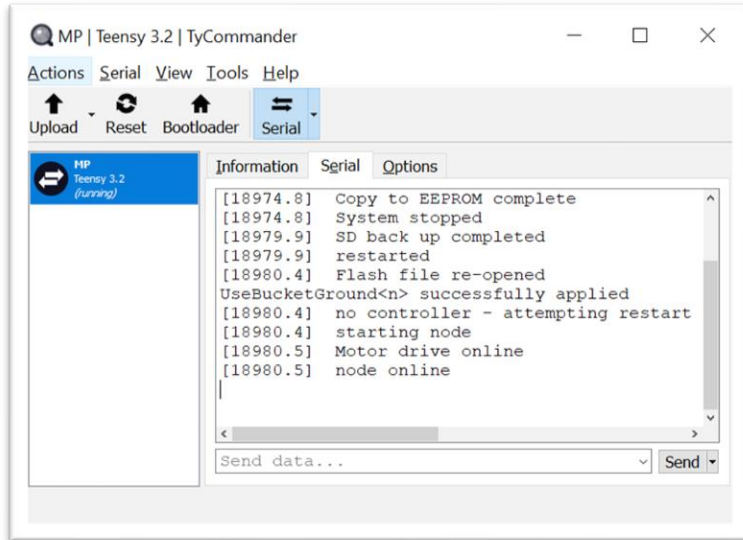 MP | Teensy 3.2 | TyCommander
Actions Serial View Tools Help
Upload Reset Bootloader Serial
MP
Teensy 3.2
(running)
Information Serial Options
[18974.8] Copy to EEPROM complete
[18974.8] System stopped
[18979.9] SD back up completed
[18979.9] restarted
[18980.4] Flash file re-opened
UseBucketGround<n> successfully applied
[18980.4] no controller - attempting restart
[18980.4] starting node
[18980.5] Motor drive online
[18980.5] node online
Send data... Send